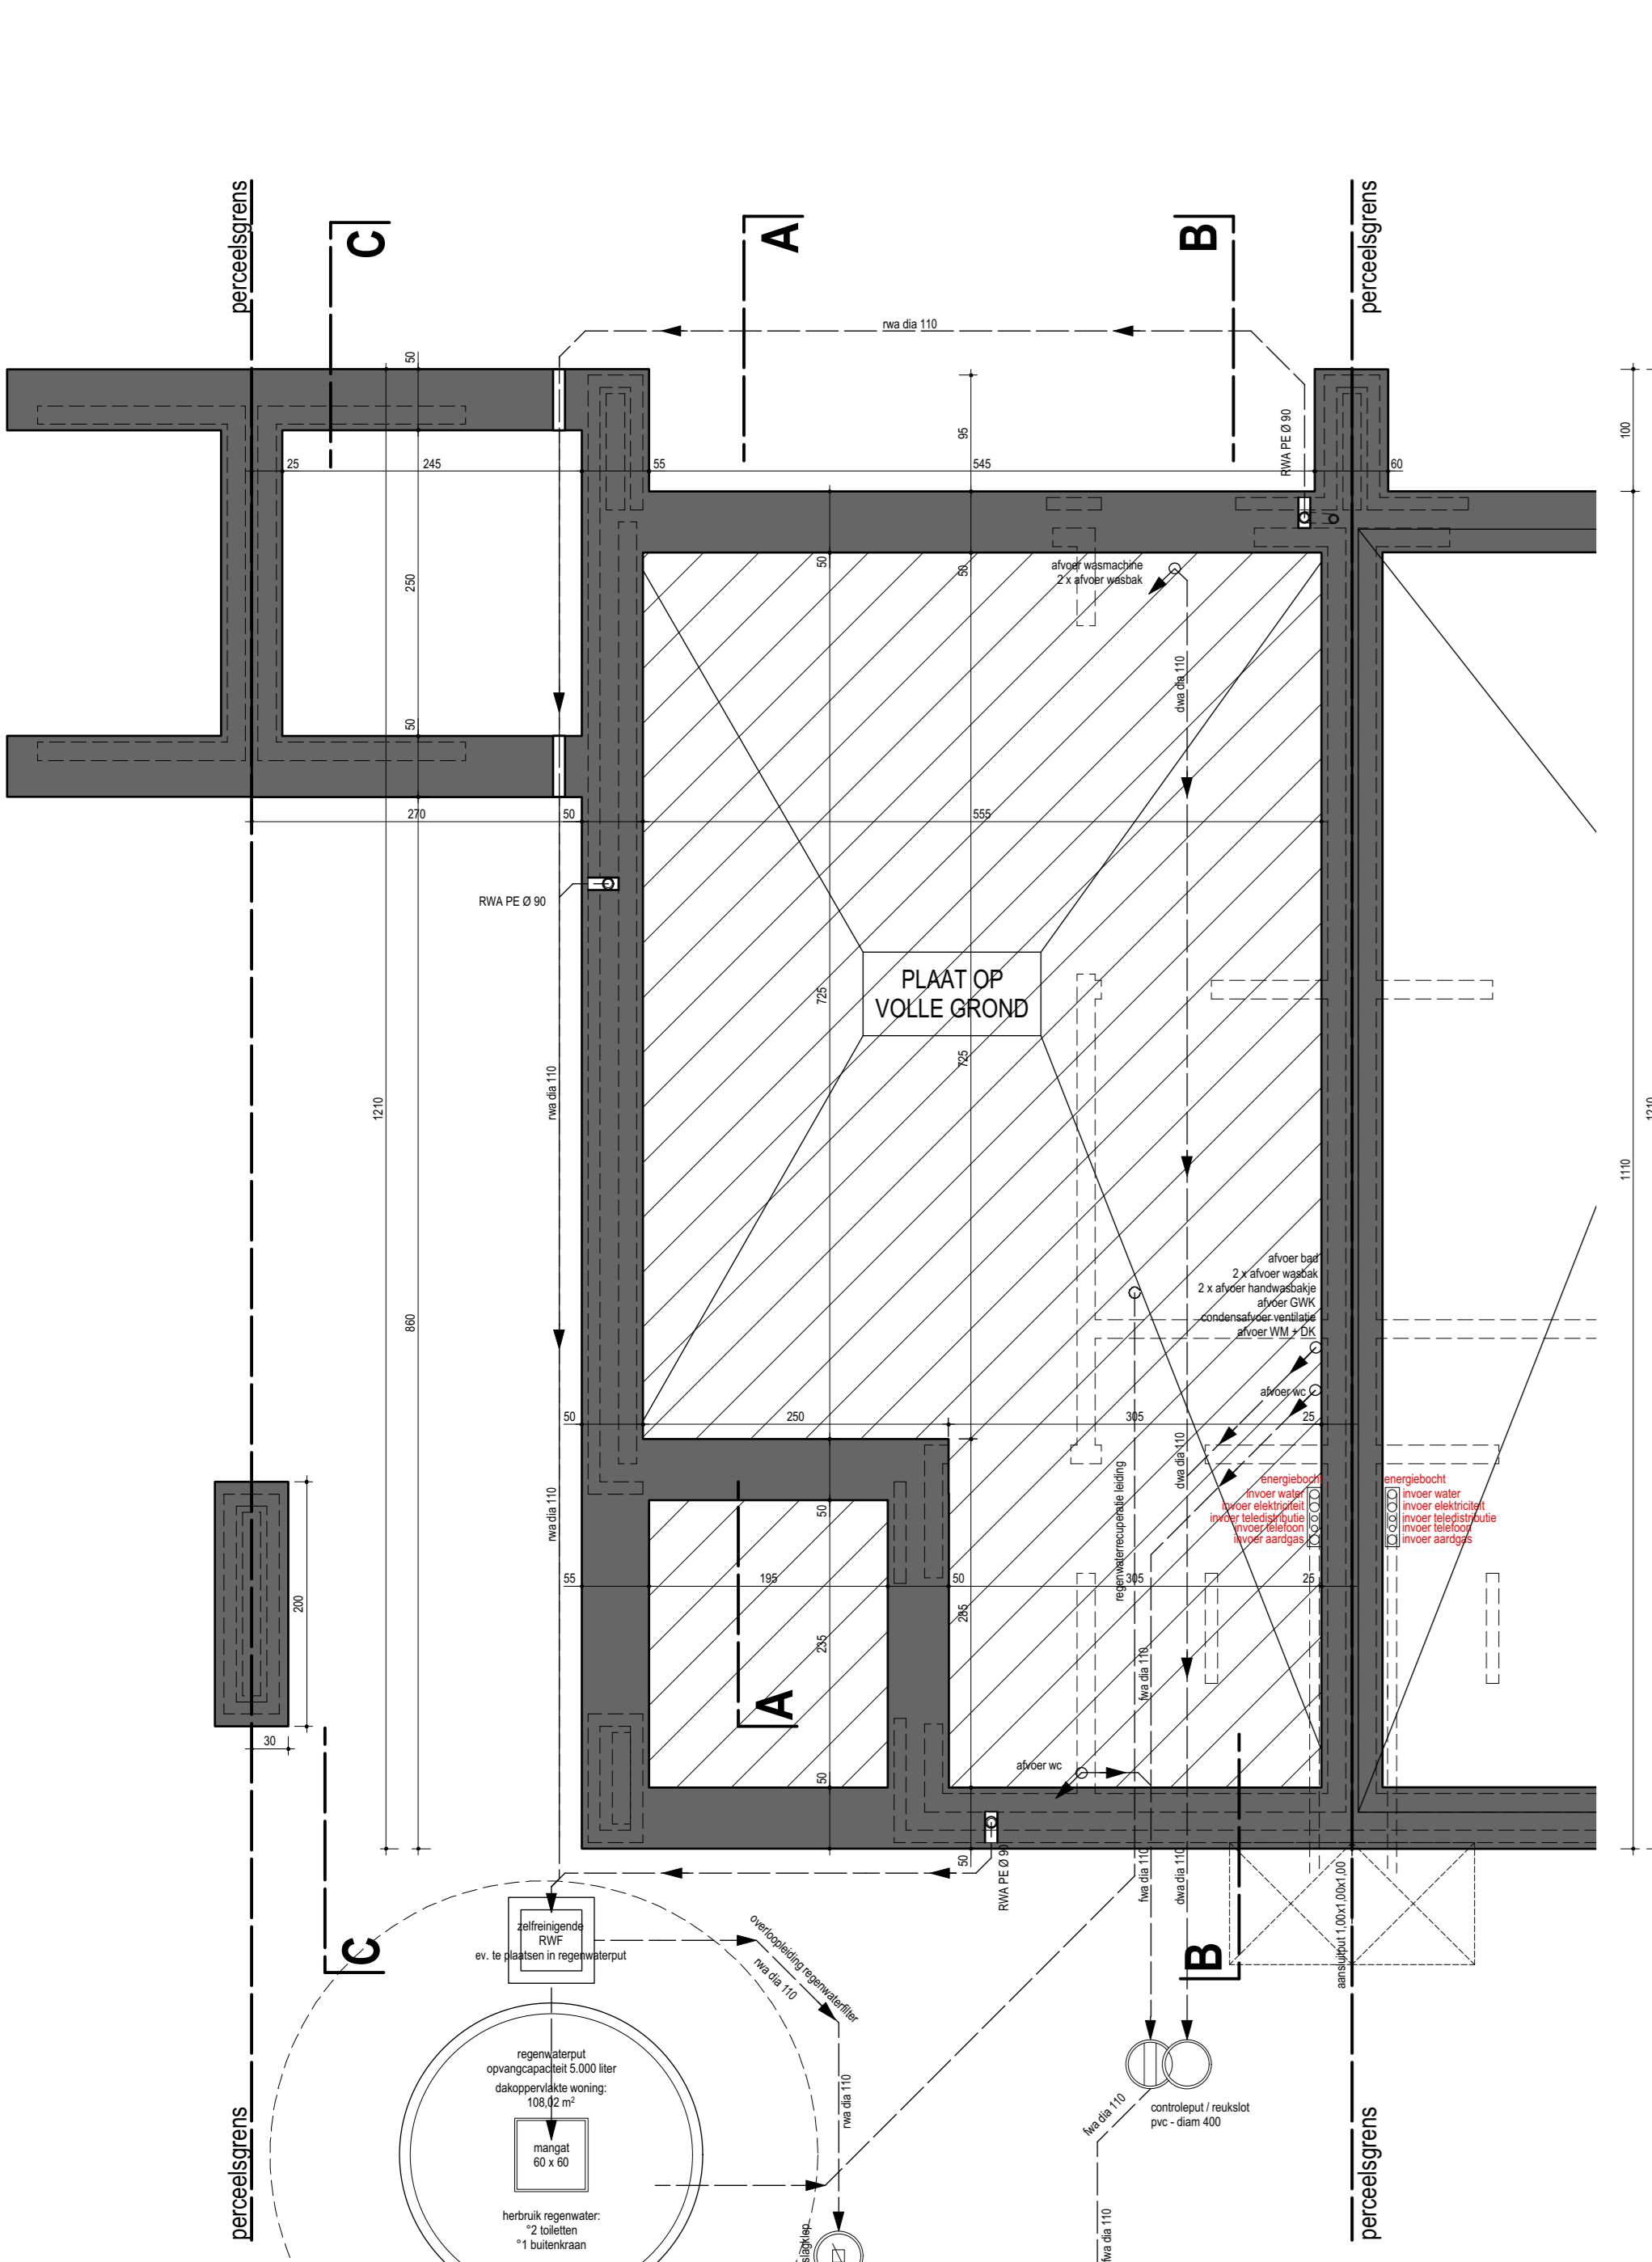 perceelsgrens
C
A
B
perceelsgrens
rwa dia 110
50
95
100
RWA PE Ø 90
25
245
55
545
60
250
50
50
afvoer wasmachine
2 x afvoer wasbak
dwa dia 110
50
270
50
555
RWA PE Ø 90
PLAAT OP
VOLLE GROND
725
725
rwa dia 110
1210
1210
1110
860
afvoer bad
2 x afvoer wasbak
2 x afvoer handwasbakje
afvoer GWK
condensafvoer ventilatie
afvoer WM + DK
afvoer wc
50
250
305
25
dwa dia 110
regenwaterrecuperatie leiding
energiebocht
invoer water
invoer elektriciteit
invoer teledistributie
invoer telefoon
invoer aardgas
energiebocht
invoer water
invoer elektriciteit
invoer teledistributie
invoer telefoon
invoer aardgas
rwa dia 110
50
55
195
50
305
25
200
285
235
fwa dia 110
A
30
afvoer wc
50
50
RWA PE Ø 90
fwa dia 110
dwa dia 110
aansluitput 1,00x1,00x1,00
C
B
zelfreinigende
RWF
ev. te plaatsen in regenwaterput
overloopleiding regenwaterfilter
rwa dia 110
regenwaterput
opvangcapaciteit 5.000 liter
dakoppervlakte woning:
108,02 m²
mangat
60 x 60
herbruik regenwater:
°2 toiletten
°1 buitenkraan
rwa dia 110
fwa dia 110
controleput / reukslot
pvc - diam 400
perceelsgrens
perceelsgrens
fwa dia 110